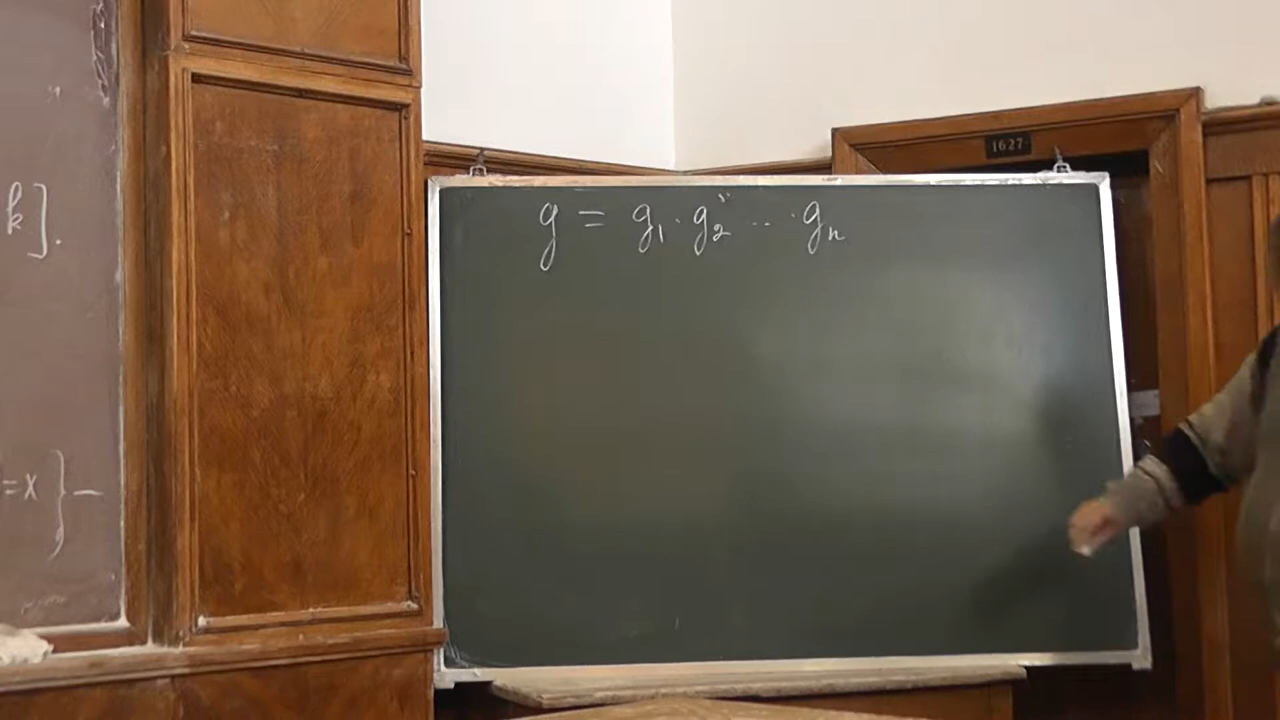 k].
=x}—
1627
g = g₁ · g₂ ... · gₙ